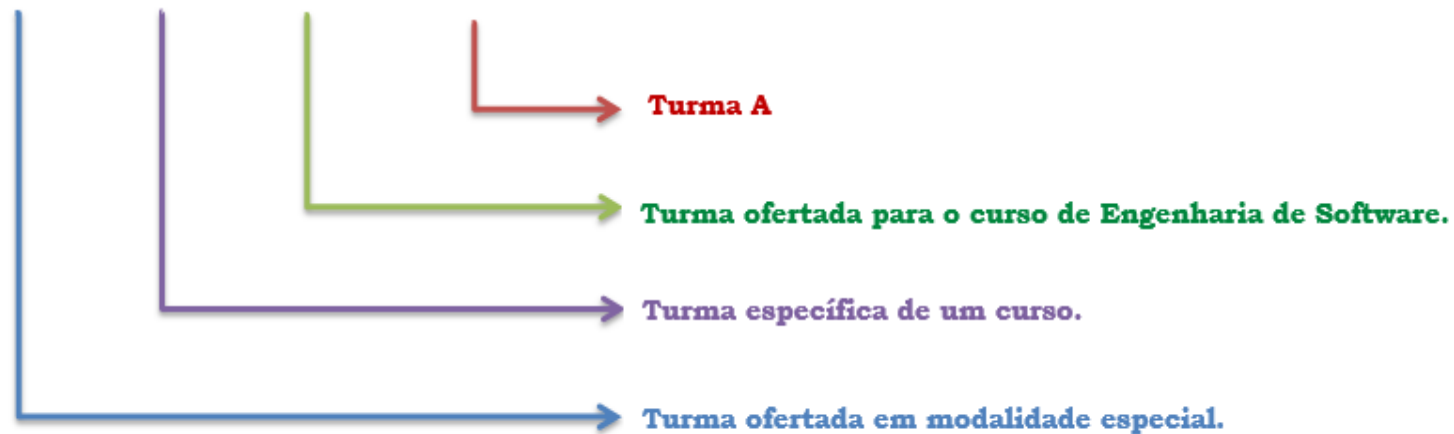 Turma A
Turma ofertada para o curso de Engenharia de Software.
Turma específica de um curso.
Turma ofertada em modalidade especial.